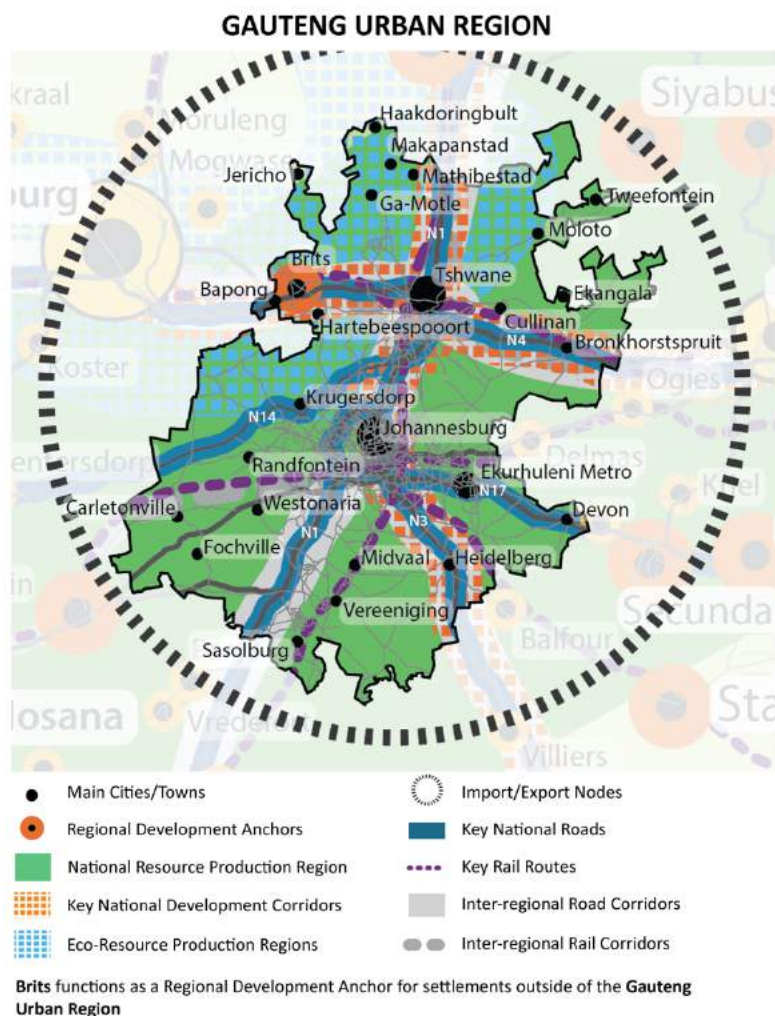 GAUTENG URBAN REGION
kraal
Moruleng
Mogwase
Siyabus
Haakdoringbult
Makapanstad
Jericho
Mathibestad
Ga-Motle
Tweefontein
burg
N1
Moloto
Brits
Tshwane
Bapong
Ekangala
Cullinan
Hartebeespooort
N4
Bronkhorstspruit
Koster
Ogies
Krugersdorp
N14
Johannesburg
entersdorp
Delmas
Randfontein
Ekurhuleni Metro
N17
Carletonville
Westonaria
Devon
N1
N3
Fochville
Midvaal
Heidelberg
Vereeniging
Secunda
Balfour
Sasolburg
losana
Sta
Villiers
Main Cities/Towns
Import/Export Nodes
Regional Development Anchors
Key National Roads
National Resource Production Region
Key Rail Routes
Key National Development Corridors
Inter-regional Road Corridors
Eco-Resource Production Regions
Inter-regional Rail Corridors
Brits functions as a Regional Development Anchor for settlements outside of the Gauteng
Urban Region